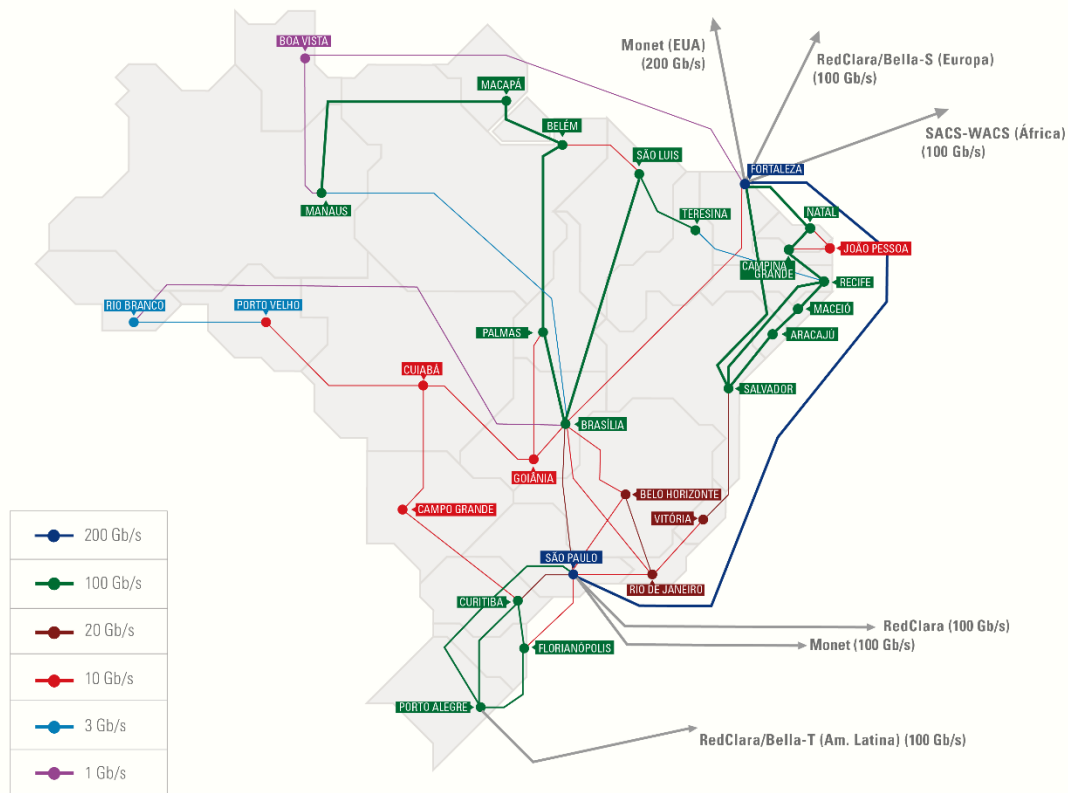 BOA VISTA
Monet (EUA)
(200 Gb/s)
RedClara/Bella-S (Europa)
(100 Gb/s)
MACAPÁ
BELÉM
SACS-WACS (África)
(100 Gb/s)
SÃO LUIS
FORTALEZA
MANAUS
TERESINA
NATAL
JOÃO PESSOA
CAMPINA
GRANDE
RECIFE
RIO BRANCO
PORTO VELHO
MACEIÓ
PALMAS
ARACAJÚ
CUIABÁ
SALVADOR
BRASÍLIA
GOIÂNIA
BELO HORIZONTE
CAMPO GRANDE
VITÓRIA
SÃO PAULO
RIO DE JANEIRO
CURITIBA
RedClara (100 Gb/s)
Monet (100 Gb/s)
FLORIANÓPOLIS
PORTO ALEGRE
RedClara/Bella-T (Am. Latina) (100 Gb/s)
200 Gb/s
100 Gb/s
20 Gb/s
10 Gb/s
3 Gb/s
1 Gb/s